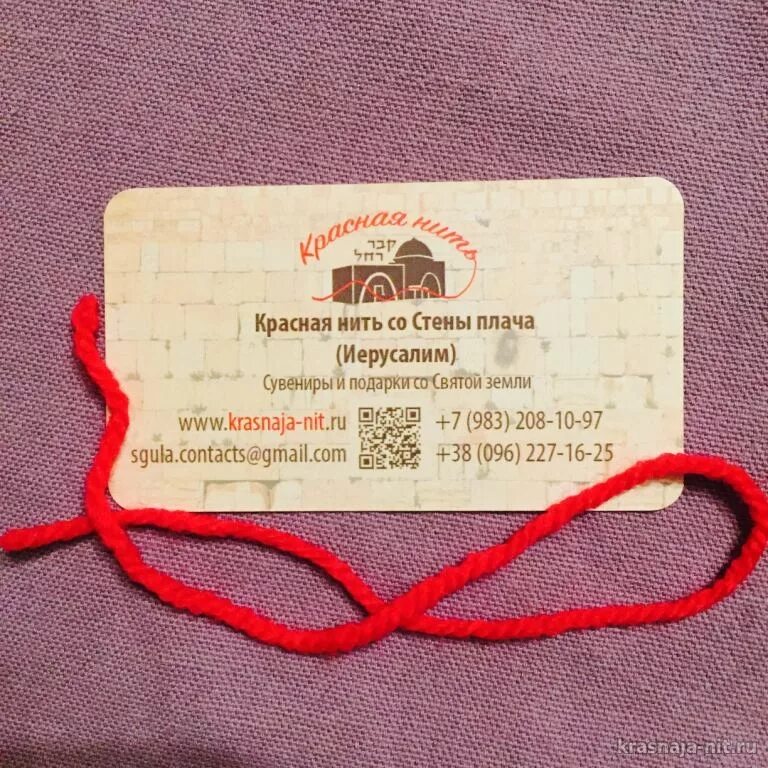 Красная нить
קבר
רחל
Красная нить со Стены плача
(Иерусалим)
Сувениры и подарки со Святой земли
www.krasnaja-nit.ru
+7 (983) 208-10-97
sgula.contacts@gmail.com
+38 (096) 227-16-25
krasnaja-nit.ru